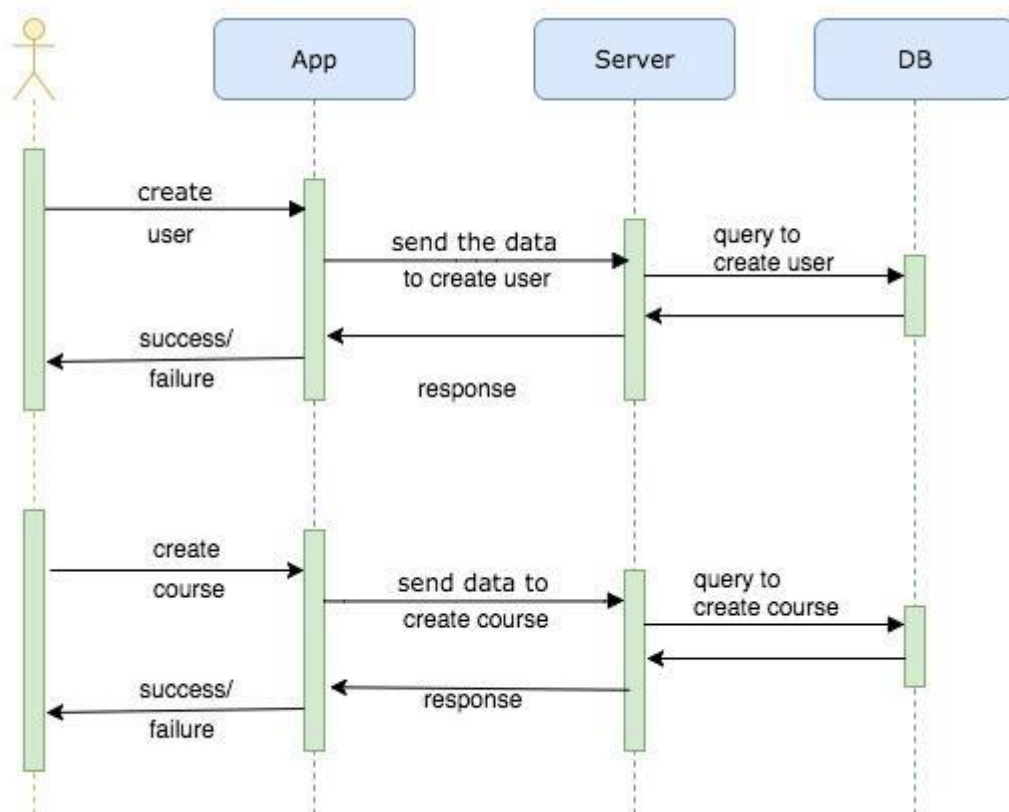 App
Server
DB
create
user
send the data
to create user
query to
create user
success/
failure
response
create
course
send data to
create course
query to
create course
success/
failure
response